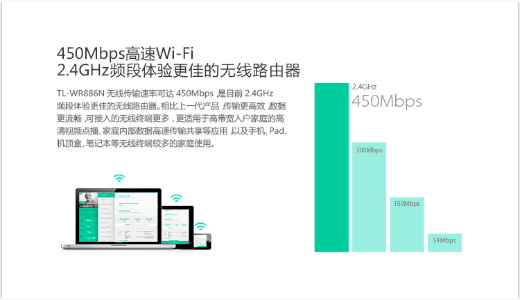 450Mbps高速Wi-Fi
2.4GHz频段体验更佳的无线路由器
TL-WR886N 无线传输速率可达 450Mbps ,是目前 2.4GHz
频段体验更佳的无线路由器。相比上一代产品 ,传输更高效 ,数据
更流畅 ,可接入的无线终端更多 , 更适用于高带宽入户家庭的高
清视频点播、家庭内部数据高速传输共享等应用 ,以及手机、Pad、
机顶盒、笔记本等无线终端较多的家庭使用。
2.4GHz
450Mbps
300Mbps
150Mbps
54Mbps